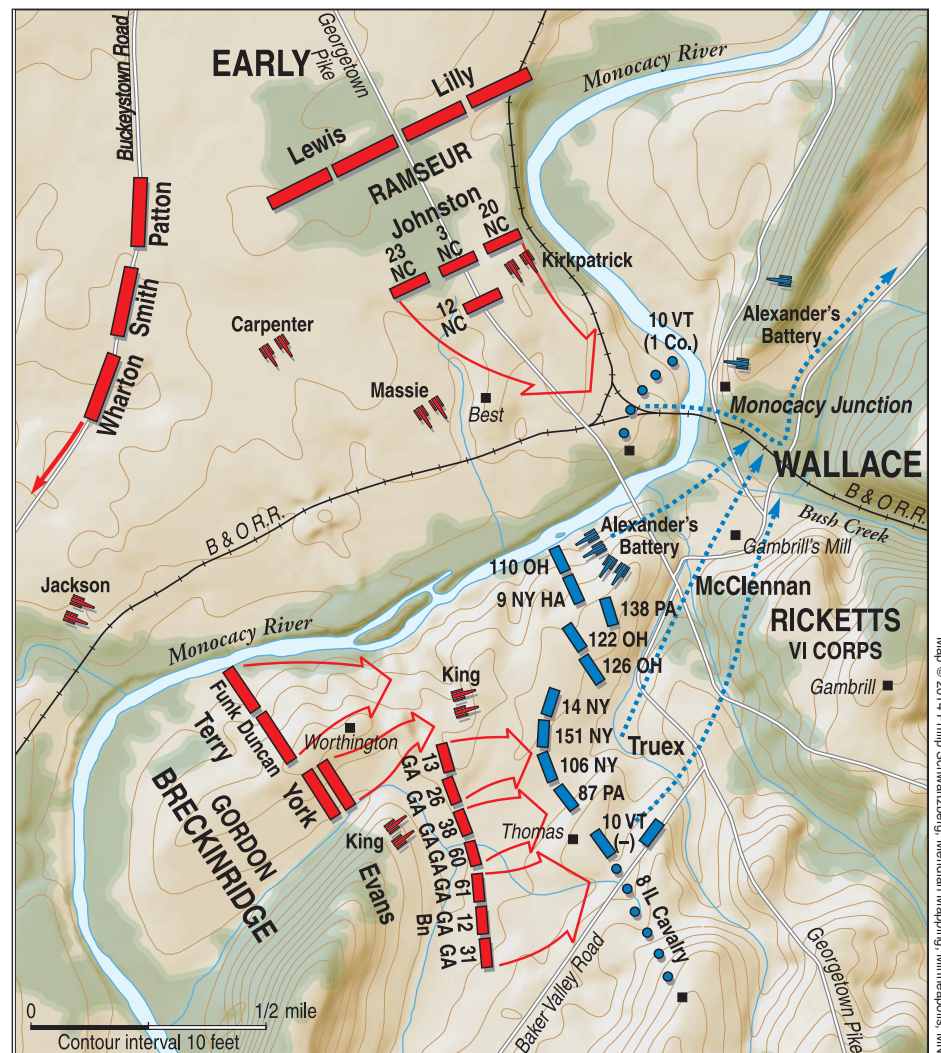 Buckeystown Road
Georgetown
Pike
EARLY
Monocacy River
Lilly
Lewis
RAMSEUR
Patton
Johnston
20
NC
3
NC
23
NC
12
NC
Kirkpatrick
Smith
Carpenter
10 VT
(1 Co.)
Alexander's
Battery
Wharton
Massie
Best
Monocacy Junction
WALLACE
B & O R.R.
B & O R.R.
Bush Creek
Alexander's
Battery
Gambrill's Mill
110 OH
9 NY HA
138 PA
McClennan
Jackson
122 OH
126 OH
RICKETTS
VI CORPS
Monocacy River
Gambrill
King
14 NY
151 NY
106 NY
87 PA
Truex
Funk
Duncan
Terry
Worthington
York
GORDON
BRECKINRIDGE
King
Evans
13
GA
26
GA
38
GA
60
GA
61
GA
12
GA
Bn
31
GA
Thomas
10 VT
(–)
8 IL Cavalry
Baker Valley Road
Georgetown Pike
0
1/2 mile
Contour interval 10 feet